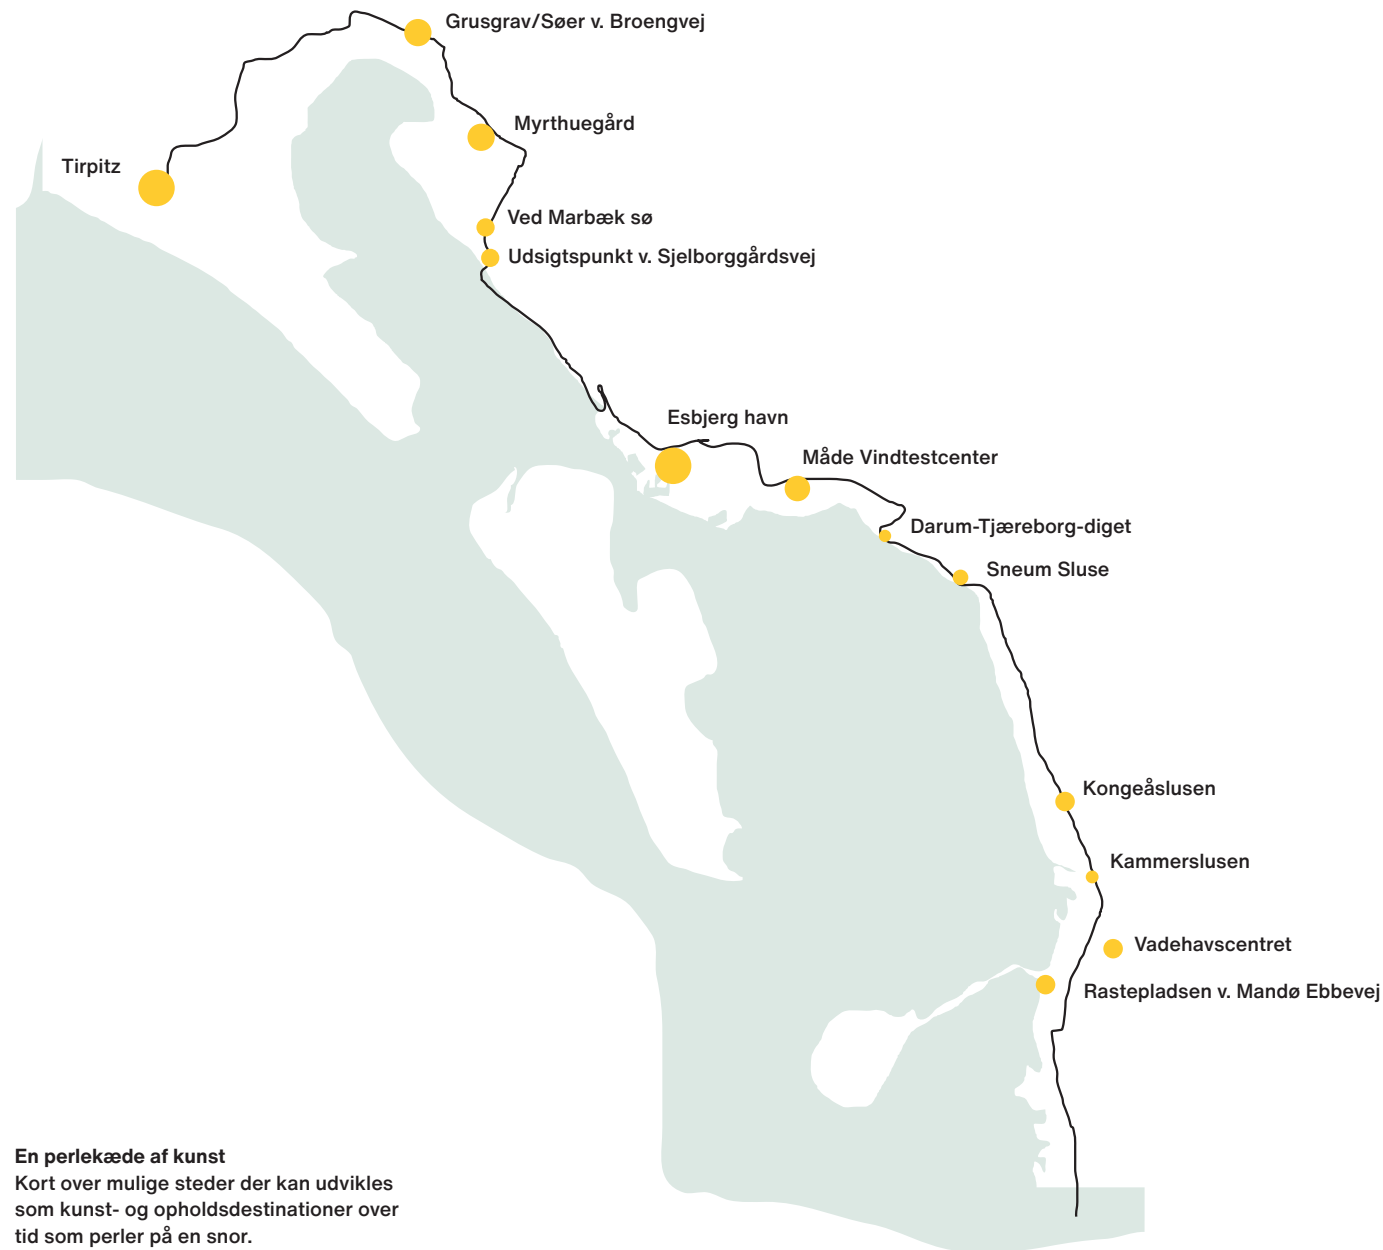 Grusgrav/Søer v. Broengvej
Myrthuegård
Tirpitz
Ved Marbæk sø
Udsigtspunkt v. Sjelborggårdsvej
Esbjerg havn
Måde Vindtestcenter
Darum-Tjæreborg-diget
Sneum Sluse
Kongeåslusen
Kammerslusen
Vadehavscentret
Rastepladsen v. Mandø Ebbevej
En perlekæde af kunst
Kort over mulige steder der kan udvikles
som kunst- og opholdsdestinationer over
tid som perler på en snor.